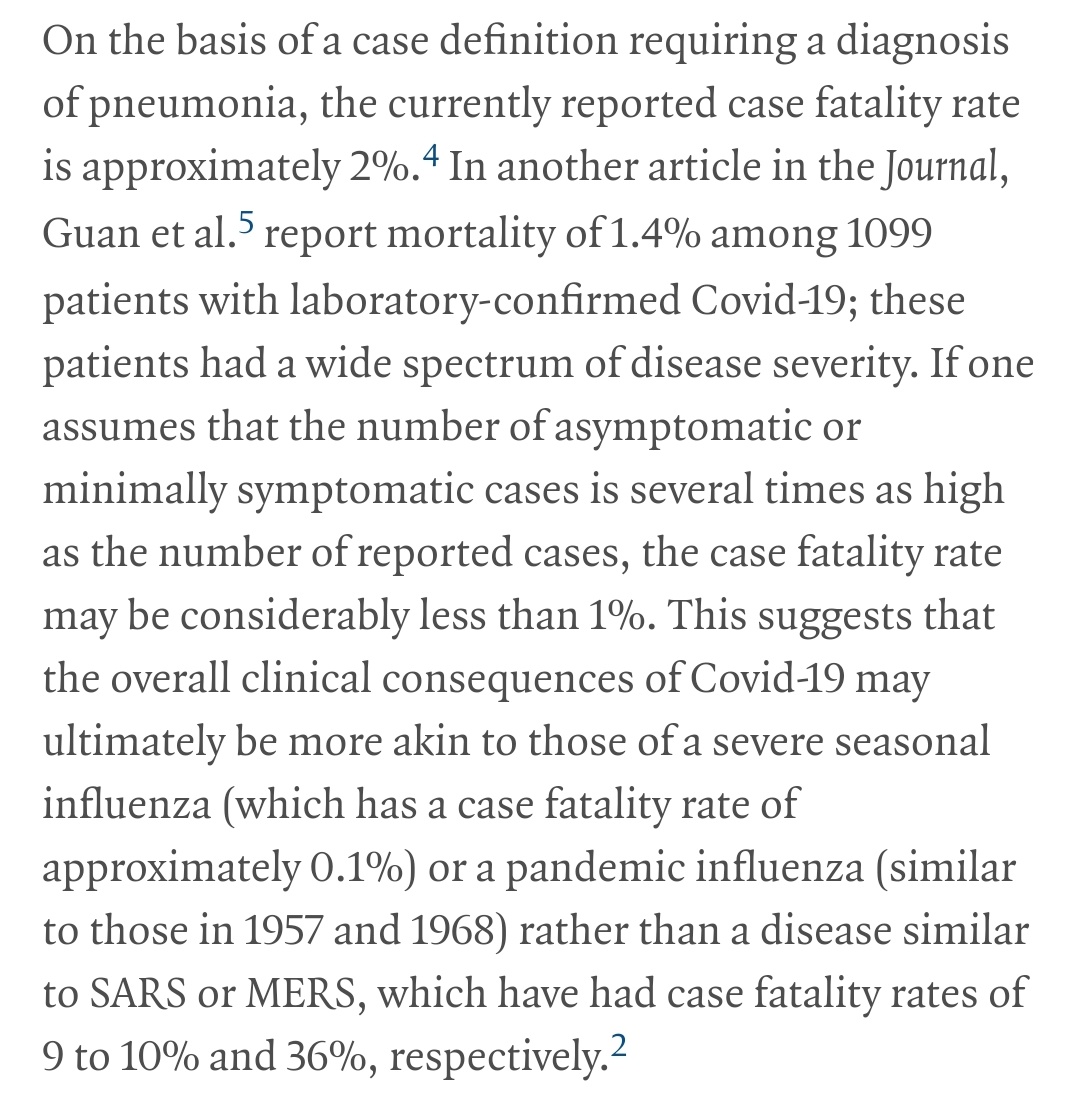 On the basis of a case definition requiring a diagnosis
of pneumonia, the currently reported case fatality rate
is approximately 2%.4 In another article in the Journal,
Guan et al.5 report mortality of 1.4% among 1099
patients with laboratory-confirmed Covid-19; these
patients had a wide spectrum of disease severity. If one
assumes that the number of asymptomatic or
minimally symptomatic cases is several times as high
as the number of reported cases, the case fatality rate
may be considerably less than 1%. This suggests that
the overall clinical consequences of Covid-19 may
ultimately be more akin to those of a severe seasonal
influenza (which has a case fatality rate of
approximately 0.1%) or a pandemic influenza (similar
to those in 1957 and 1968) rather than a disease similar
to SARS or MERS, which have had case fatality rates of
9 to 10% and 36%, respectively.2